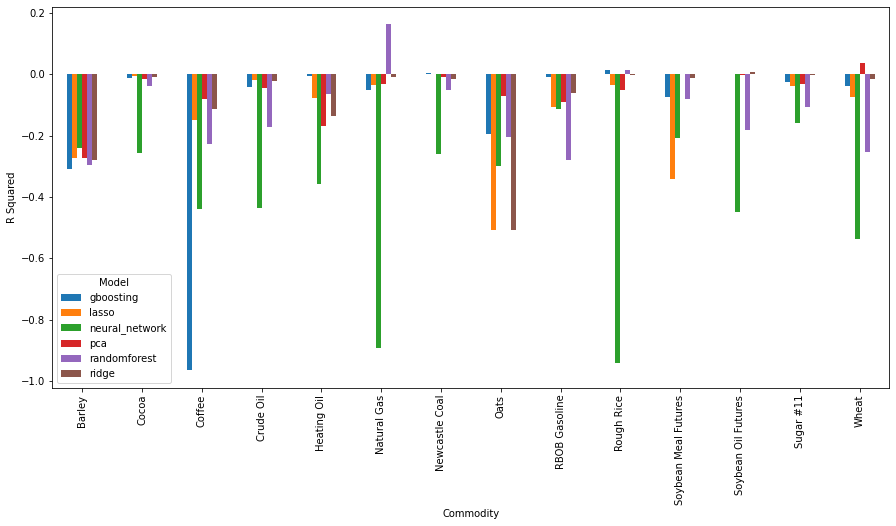 0.2
0.0
−0.2
−0.4
−0.6
−0.8
−1.0
R Squared
Model
gboosting
lasso
neural_network
pca
randomforest
ridge
Barley
Cocoa
Coffee
Crude Oil
Heating Oil
Natural Gas
Newcastle Coal
Oats
RBOB Gasoline
Rough Rice
Soybean Meal Futures
Soybean Oil Futures
Sugar #11
Wheat
Commodity